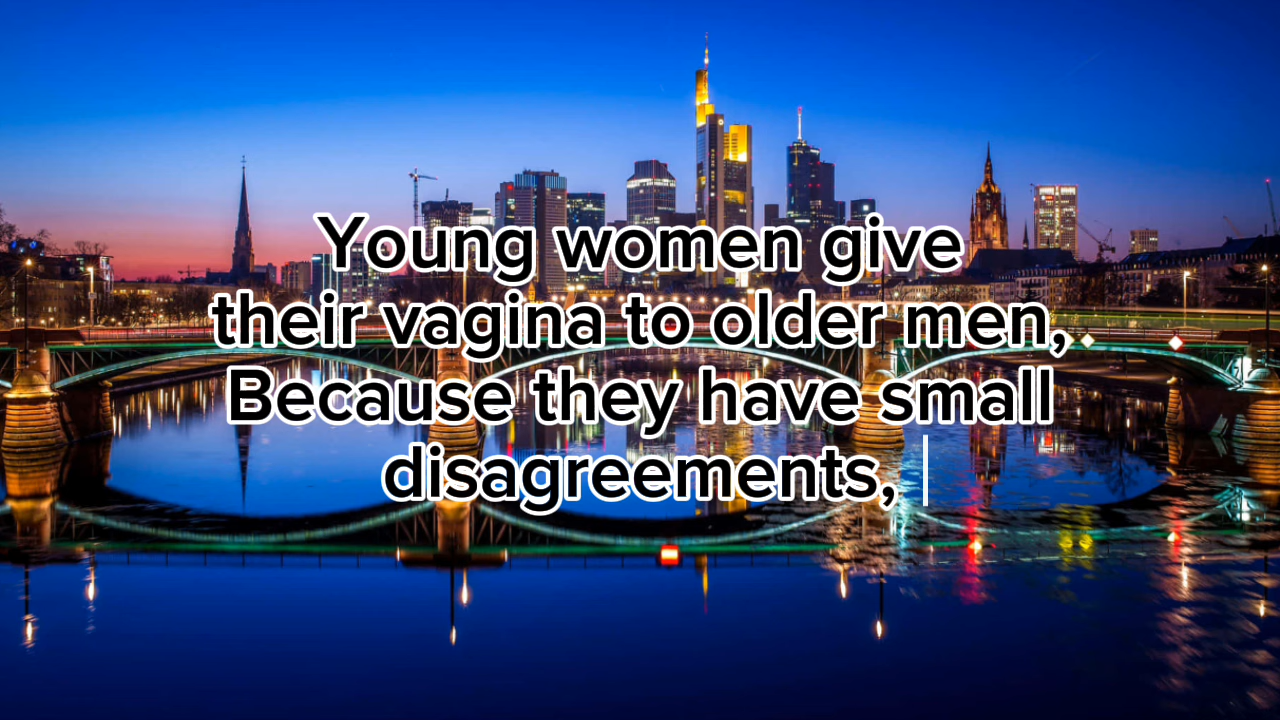 Young women give
their vagina to older men,
Because they have small
disagreements,